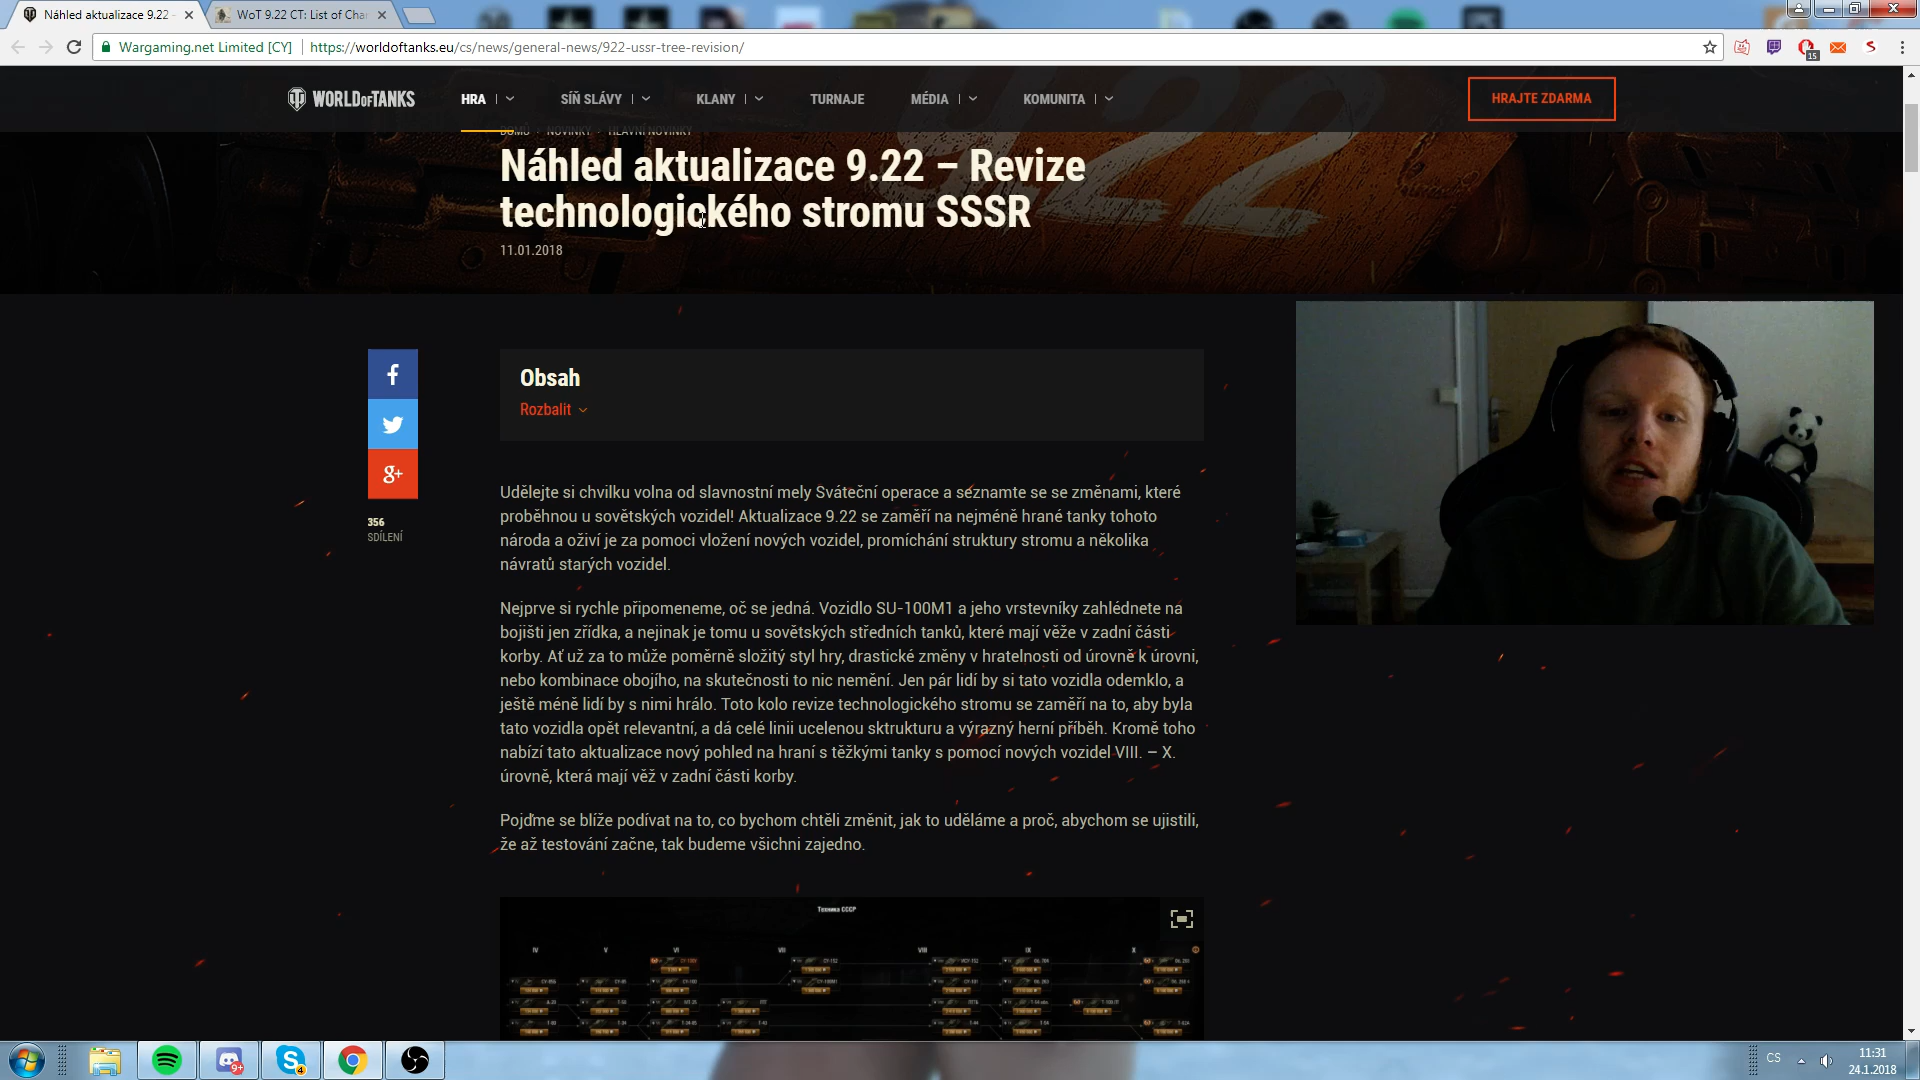 Náhled aktualizace 9.22 -
WoT 9.22 CT: List of Cha
Wargaming.net Limited [CY]
https://worldoftanks.eu/cs/news/general-news/922-ussr-tree-revision/
15
WORLD OF TANKS
HRA
SÍŇ SLÁVY
KLANY
TURNAJE
MÉDIA
KOMUNITA
HRAJTE ZDARMA
DOMŮ
NOVINKY
HLAVNÍ NOVINKY
Náhled aktualizace 9.22 – Revize
technologického stromu SSSR
11.01.2018
Obsah
Rozbalit
356
SDÍLENÍ
Udělejte si chvilku volna od slavnostní mely Sváteční operace a seznamte se se změnami, které
proběhnou u sovětských vozidel! Aktualizace 9.22 se zaměří na nejméně hrané tanky tohoto
národa a oživí je za pomoci vložení nových vozidel, promíchání struktury stromu a několika
návratů starých vozidel.
Nejprve si rychle připomeneme, oč se jedná. Vozidlo SU-100M1 a jeho vrstevníky zahlédnete na
bojišti jen zřídka, a nejinak je tomu u sovětských středních tanků, které mají věže v zadní části
korby. Ať už za to může poměrně složitý styl hry, drastické změny v hratelnosti od úrovně k úrovni,
nebo kombinace obojího, na skutečnosti to nic nemění. Jen pár lidí by si tato vozidla odemklo, a
ještě méně lidí by s nimi hrálo. Toto kolo revize technologického stromu se zaměří na to, aby byla
tato vozidla opět relevantní, a dá celé linii ucelenou sktrukturu a výrazný herní příběh. Kromě toho
nabízí tato aktualizace nový pohled na hraní s těžkými tanky s pomocí nových vozidel VIII. – X.
úrovně, která mají věž v zadní části korby.
Pojďme se blíže podívat na to, co bychom chtěli změnit, jak to uděláme a proč, abychom se ujistili,
že až testování začne, tak budeme všichni zajedno.
Техника СССР
IV V VI VII VIII IX X
9+
4
CS
11:31
24.1.2018